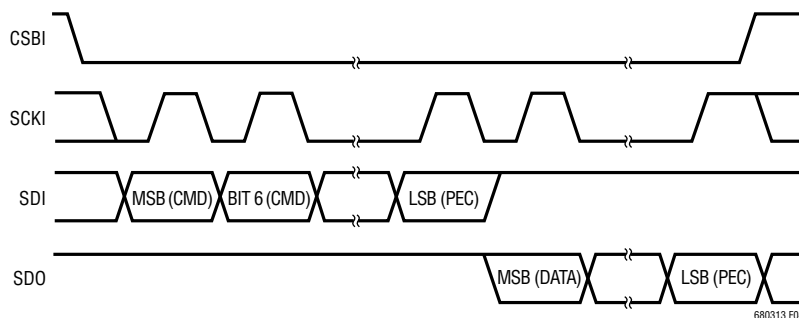 CSBI
SCKI
SDI
MSB (CMD)
BIT 6 (CMD)
LSB (PEC)
SDO
MSB (DATA)
LSB (PEC)
680313 F0